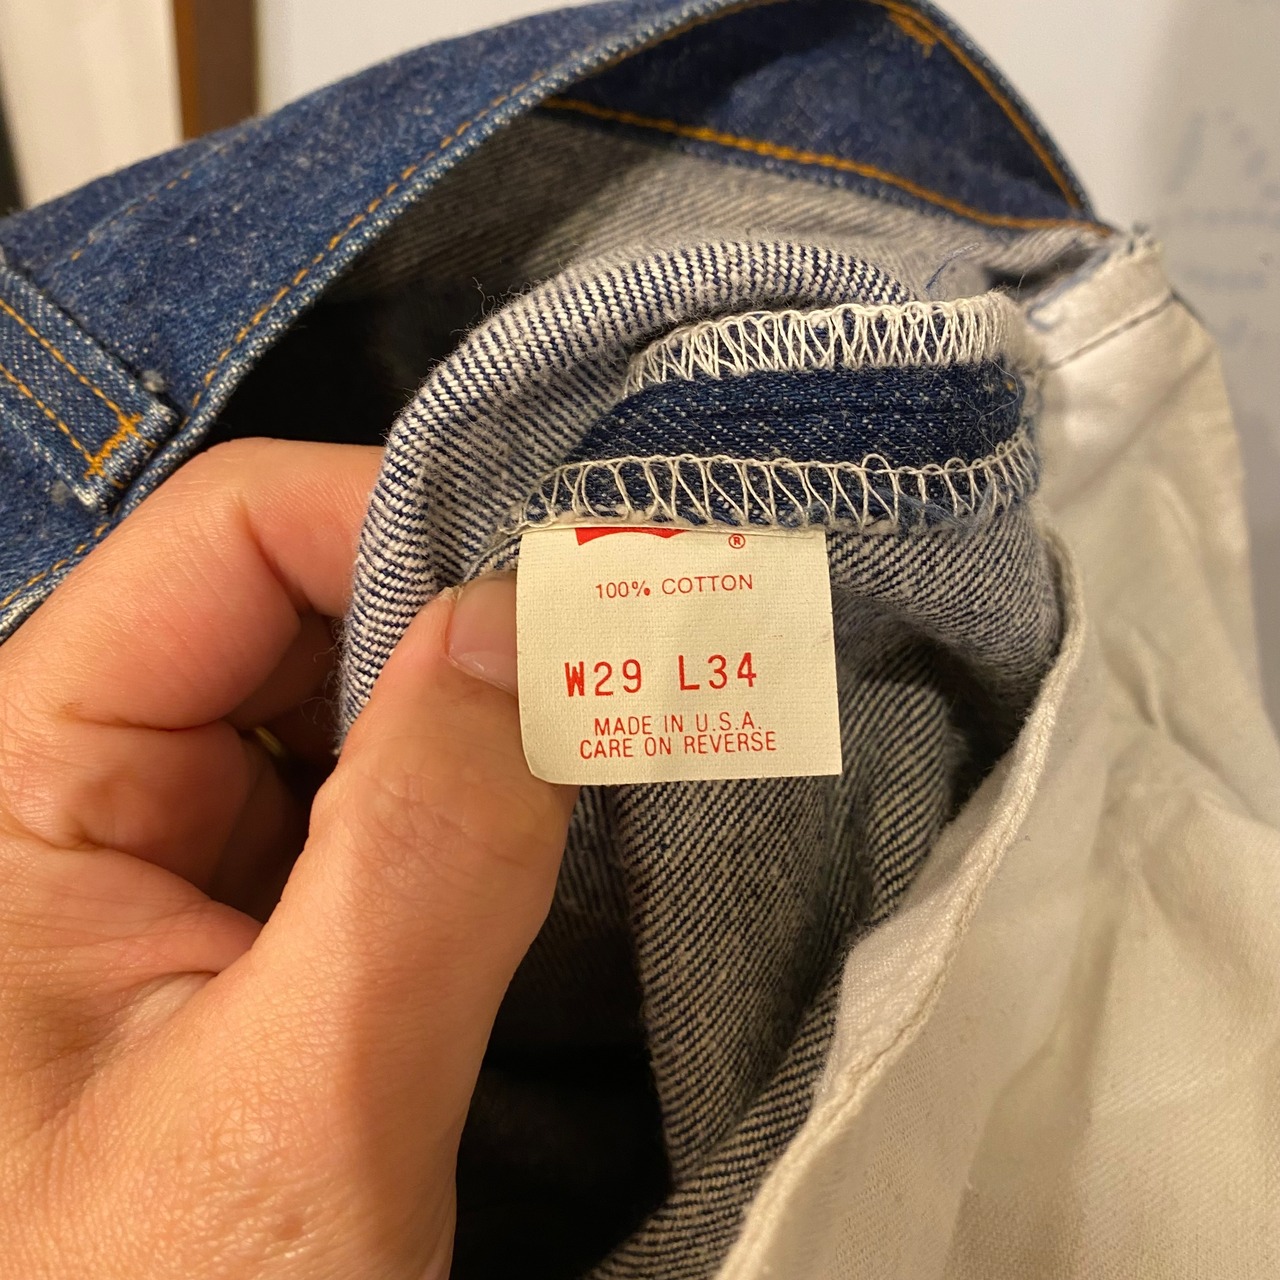 ®
100% COTTON
W29 L34
MADE IN U.S.A.
CARE ON REVERSE